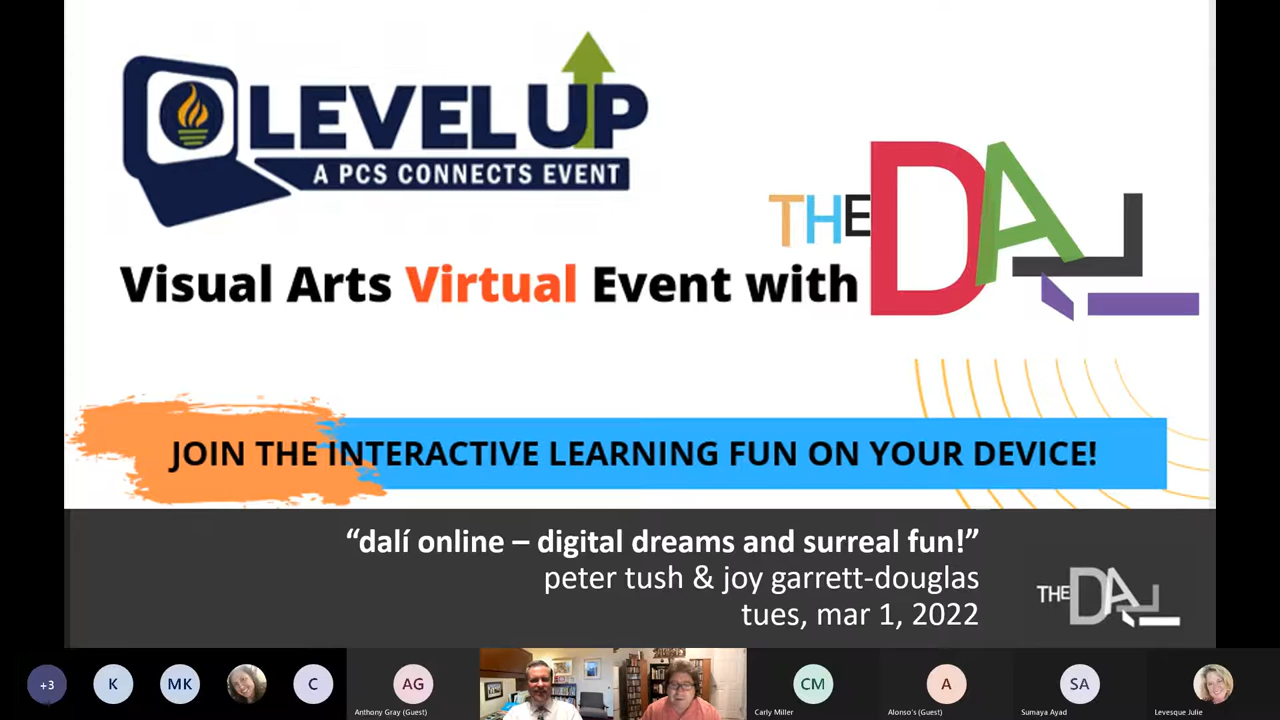 LEVEL UP
A PCS CONNECTS EVENT
THE DALÍ
Visual Arts Virtual Event with
JOIN THE INTERACTIVE LEARNING FUN ON YOUR DEVICE!
“dalí online – digital dreams and surreal fun!”
peter tush & joy garrett-douglas
tues, mar 1, 2022
THE DALÍ
+3
K
MK
C
AG
Anthony Gray (Guest)
CM
Carly Miller
A
Alonso's (Guest)
SA
Sumaya Ayad
Levesque Julie